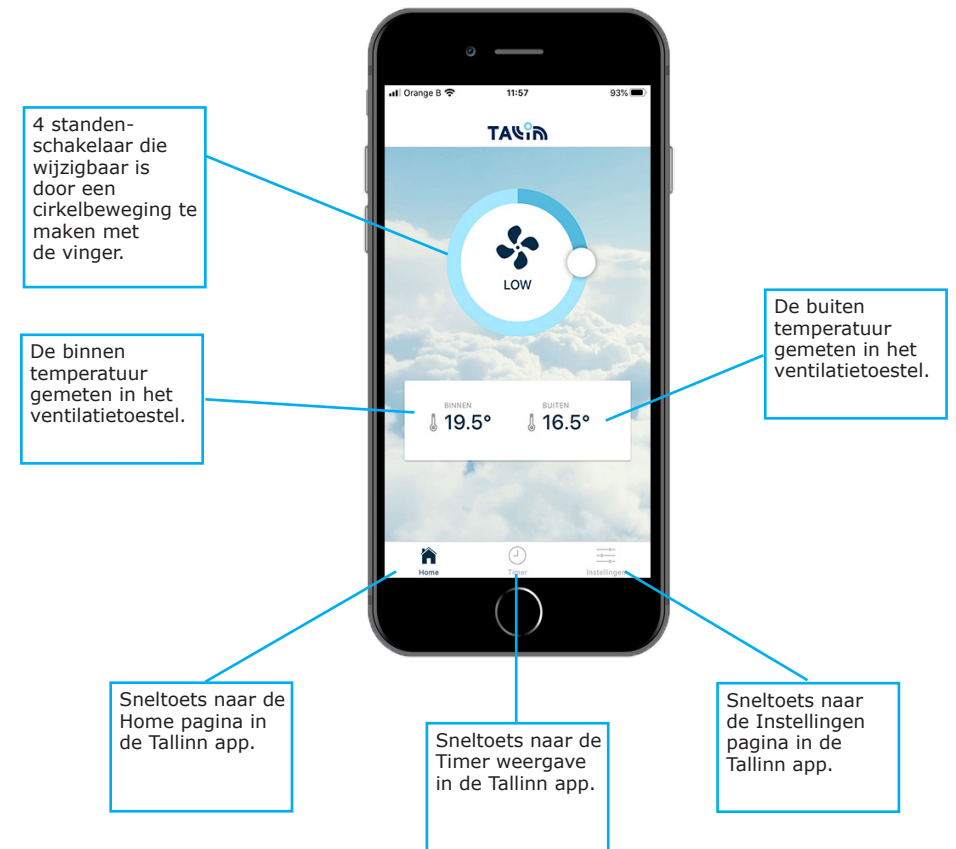 Orange B
11:57
93%
TALLIN
4 standen-
schakelaar die
wijzigbaar is
door een
cirkelbeweging te
maken met
de vinger.
LOW
De buiten
temperatuur
gemeten in het
ventilatietoestel.
De binnen
temperatuur
gemeten in het
ventilatietoestel.
BINNEN
19.5°
BUITEN
16.5°
Home
Timer
Instellingen
Sneltoets naar de
Home pagina in
de Tallinn app.
Sneltoets naar de
Timer weergave
in de Tallinn app.
Sneltoets naar
de Instellingen
pagina in de
Tallinn app.